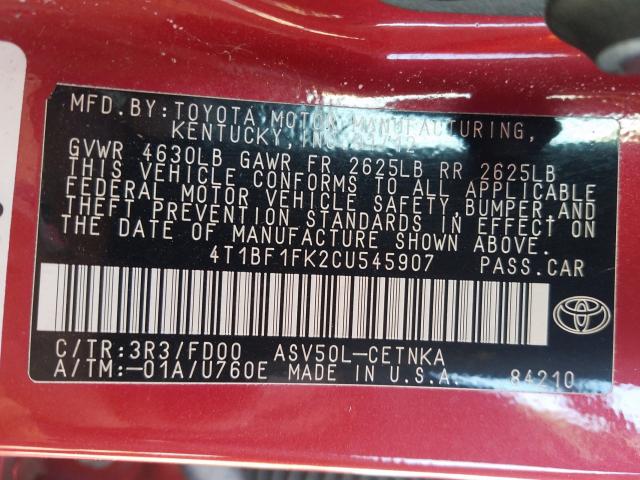 MFD. BY: TOYOTA MOTOR MANUFACTURING,
KENTUCKY, INC.
GVWR 4630LB GAWR FR 2625LB RR 2625LB
THIS VEHICLE CONFORMS TO ALL APPLICABLE
FEDERAL MOTOR VEHICLE SAFETY, BUMPER, AND
THEFT PREVENTION STANDARDS IN EFFECT ON
THE DATE OF MANUFACTURE SHOWN ABOVE.
4T1BF1FK2CU545907 PASS.CAR
C/TR:3R3/FD00 ASV50L-CETNKA
A/TM:-01A/U760E MADE IN U.S.A. 84210